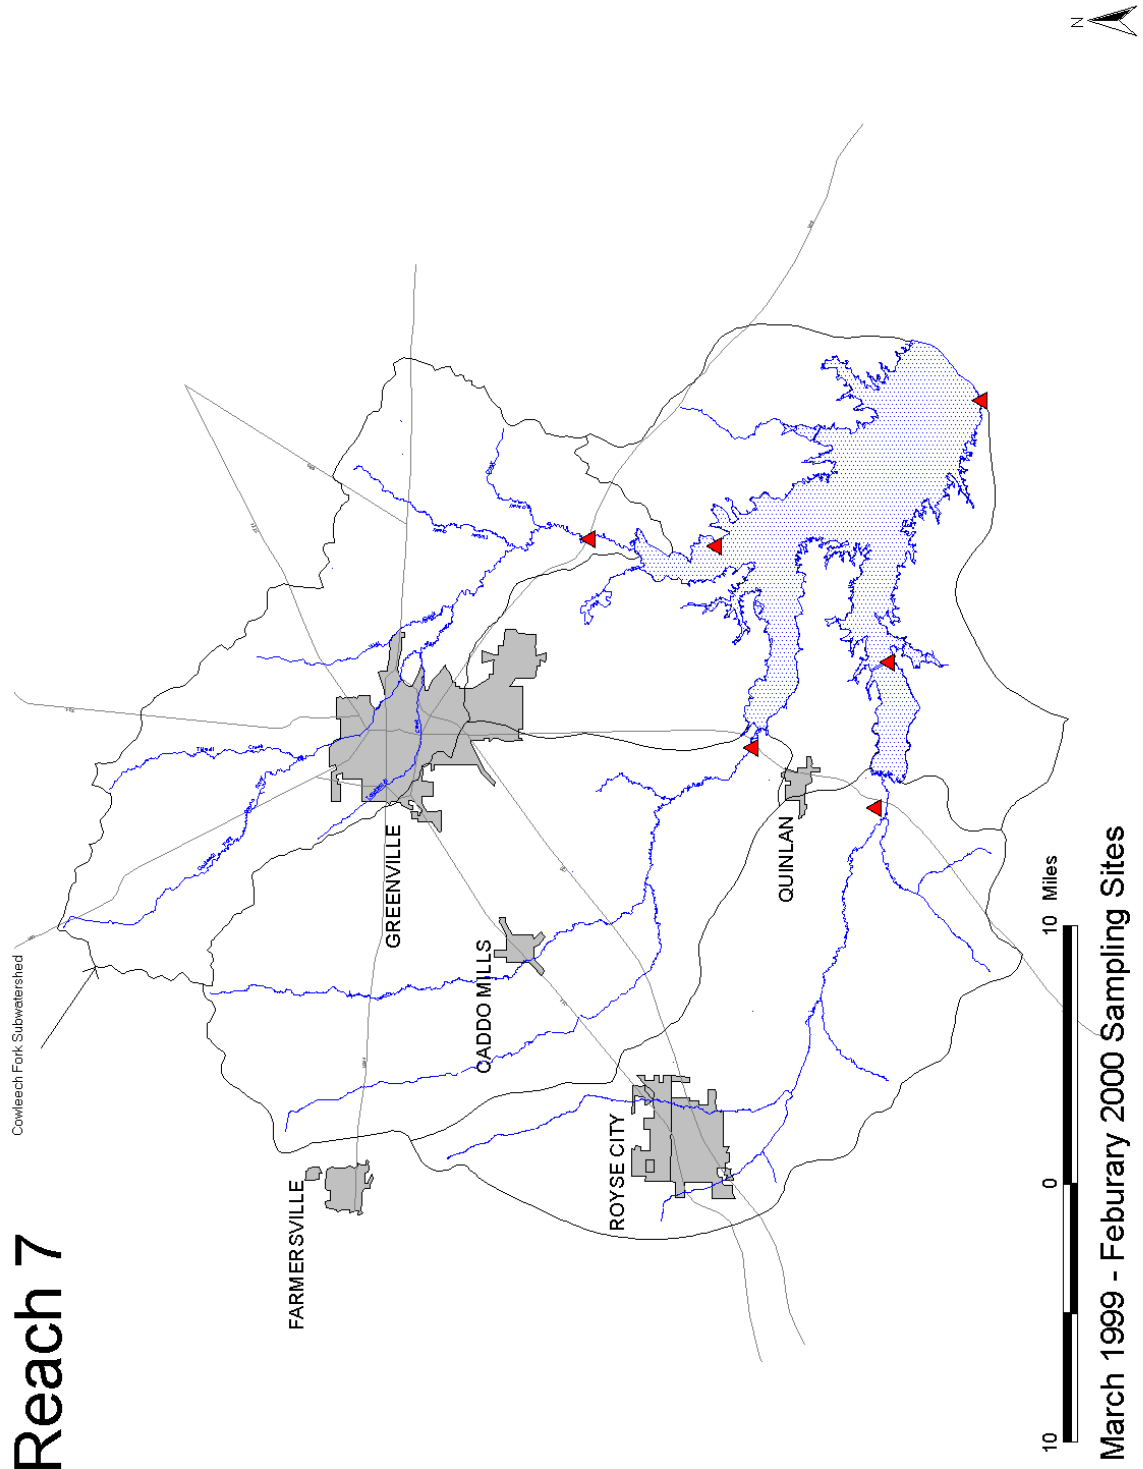 Reach 7
Cowleech Fork Subwatershed
N
FARMERSVILLE
GREENVILLE
CADDO MILLS
ROYSE CITY
QUINLAN
10 0 10 Miles
March 1999 - Feburary 2000 Sampling Sites